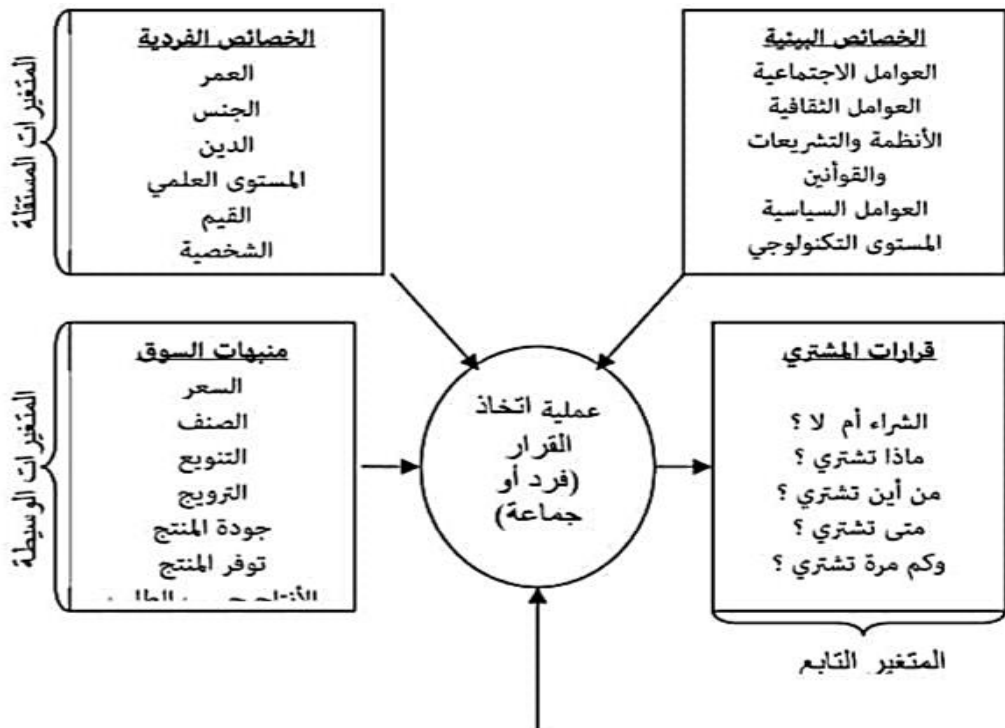 الخصائص البيئية
العوامل الاجتماعية
العوامل الثقافية
الأنظمة والتشريعات
والقوأنين
العوامل السياسية
المستوى التكنولوجي
الخصائص الفردية
العمر
الجنس
الدين
المستوى العلمي
القيم
الشخصية
المتغيرات المستقلة
عملية اتخاذ
القرار
(فرد أو
جماعة)
قرارات المشتري
الشراء أم لا ؟
ماذا تشتري ؟
من أين تشتري ؟
متى تشتري ؟
وكم مرة تشتري ؟
المتغير التابع
منبهات السوق
السعر
الصنف
التنويع
الترويج
جودة المنتج
توفر المنتج
المتغيرات الوسيطة